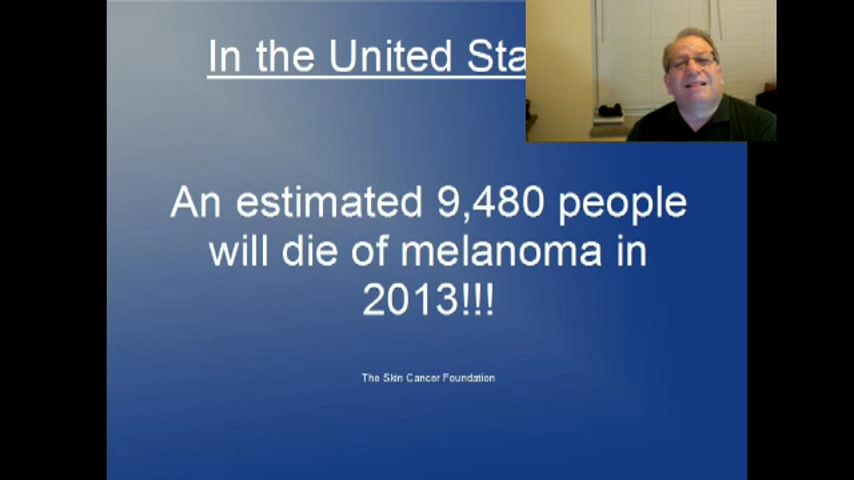 In the United Sta
An estimated 9,480 people
will die of melanoma in
2013!!!
The Skin Cancer Foundation